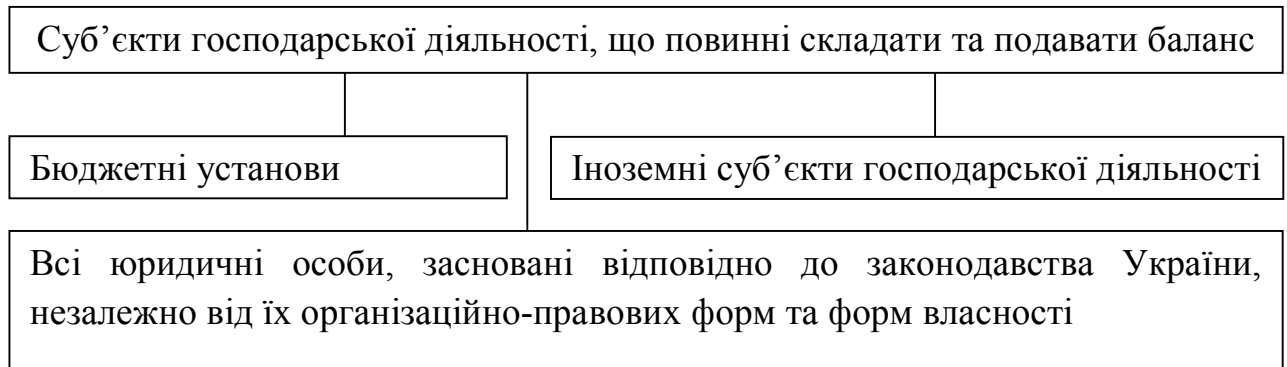 Суб’єкти господарської діяльності, що повинні складати та подавати баланс
Бюджетні установи
Іноземні суб’єкти господарської діяльності
Всі юридичні особи, засновані відповідно до законодавства України,
незалежно від їх організаційно-правових форм та форм власності